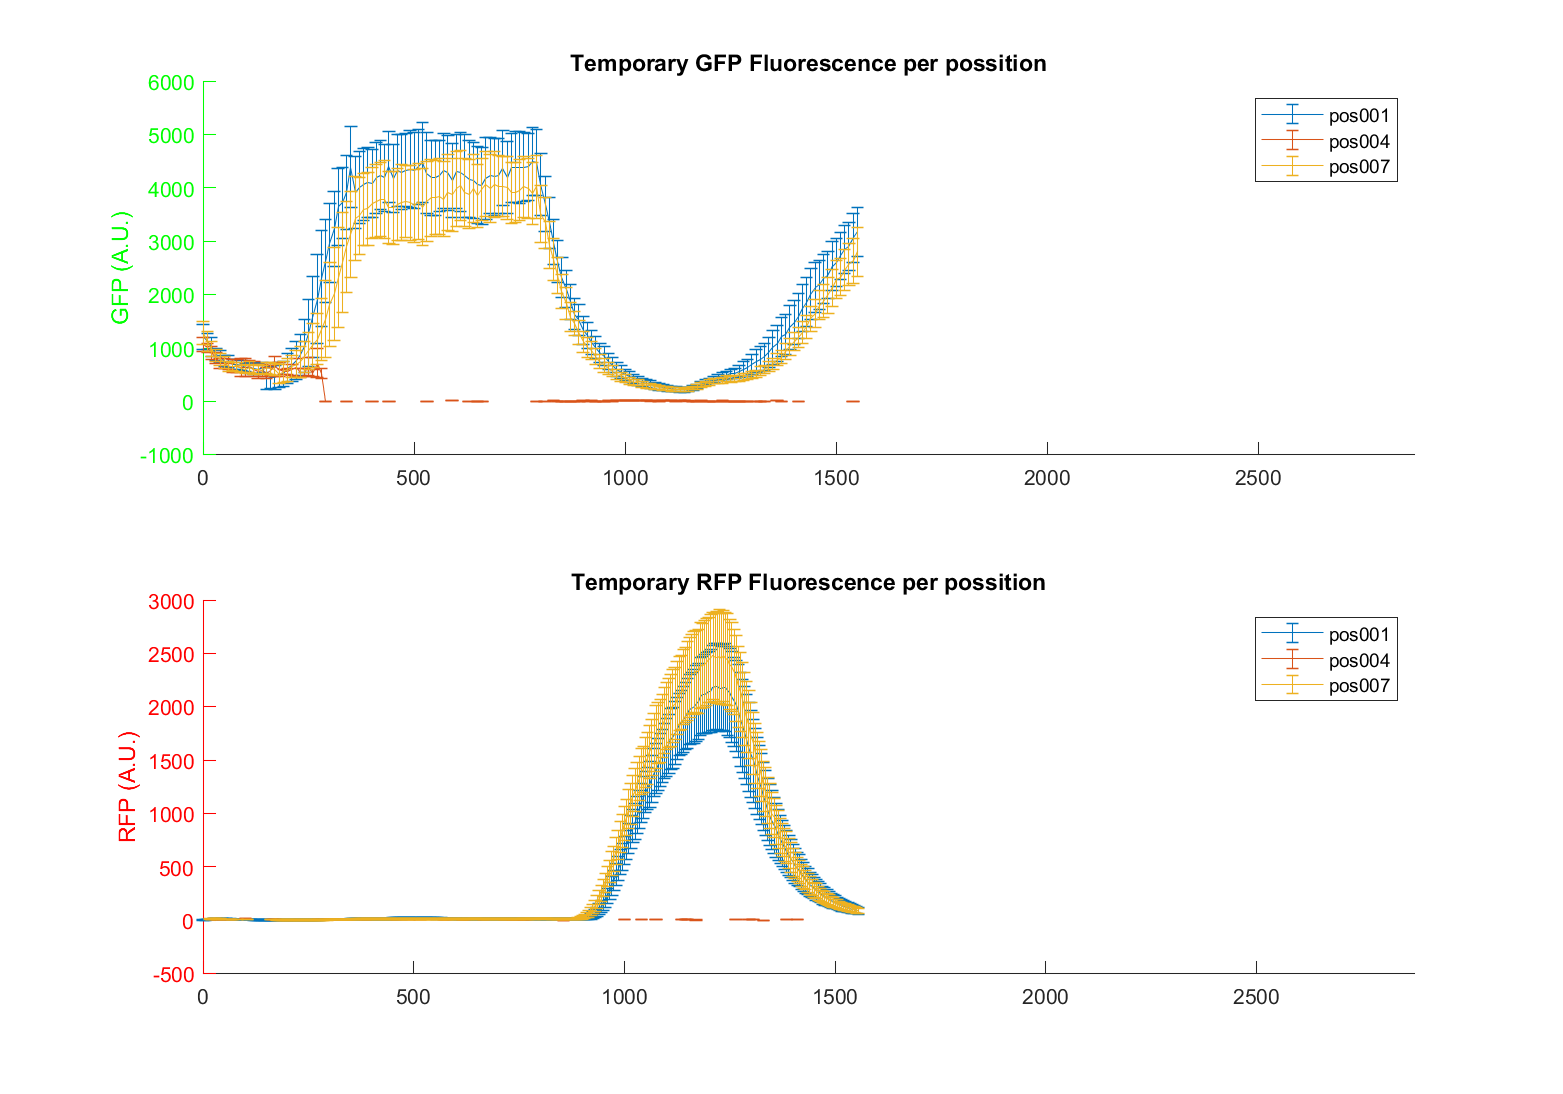 Temporary GFP Fluorescence per possition
6000
5000
4000
3000
2000
1000
0
-1000
GFP (A.U.)
0 500 1000 1500 2000 2500
pos001
pos004
pos007
Temporary RFP Fluorescence per possition
3000
2500
2000
1500
1000
500
0
-500
RFP (A.U.)
0 500 1000 1500 2000 2500
pos001
pos004
pos007